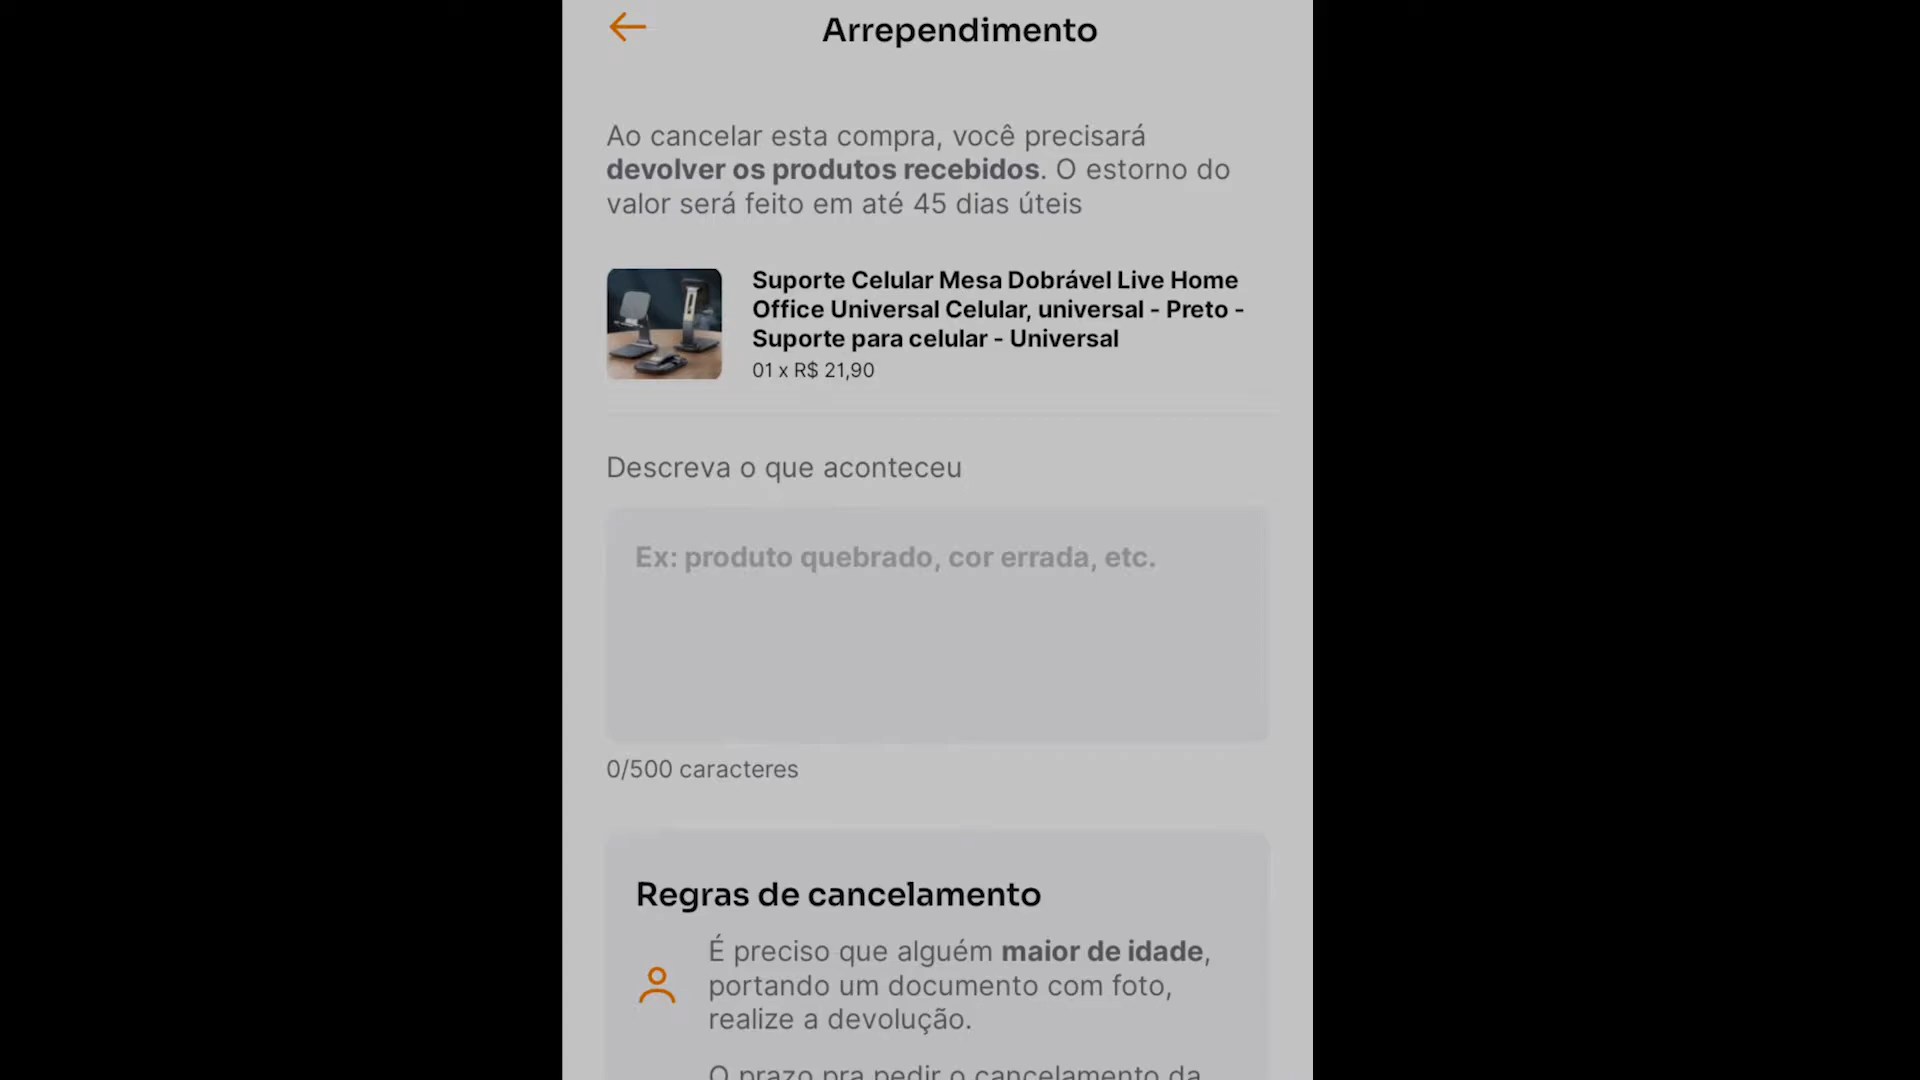 Arrependimento
Ao cancelar esta compra, você precisará
devolver os produtos recebidos. O estorno do
valor será feito em até 45 dias úteis
Suporte Celular Mesa Dobrável Live Home
Office Universal Celular, universal - Preto -
Suporte para celular - Universal
01 x R$ 21,90
Descreva o que aconteceu
Ex: produto quebrado, cor errada, etc.
0/500 caracteres
Regras de cancelamento
É preciso que alguém maior de idade,
portando um documento com foto,
realize a devolução.
O prazo pra pedir o cancelamento da